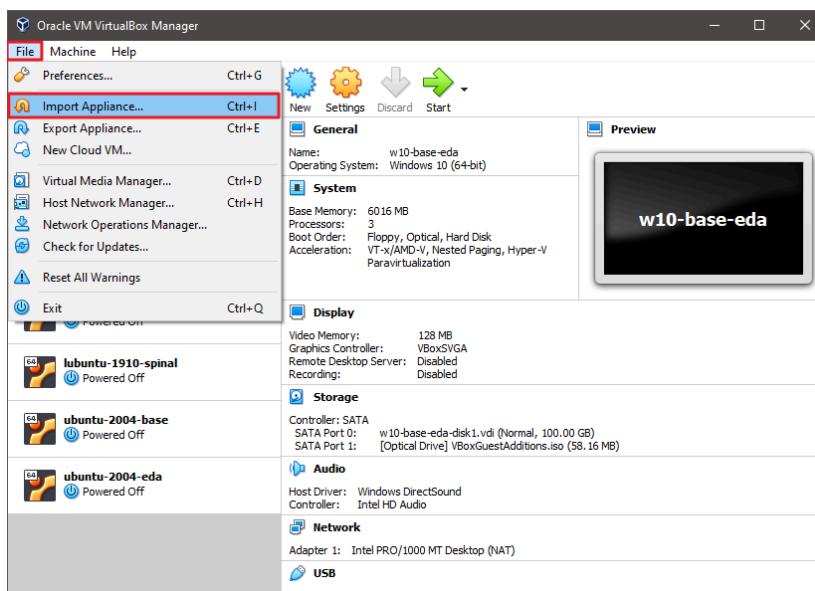 Oracle VM VirtualBox Manager
File Machine Help
Preferences... Ctrl+G
Import Appliance... Ctrl+I
Export Appliance... Ctrl+E
New Cloud VM...
Virtual Media Manager... Ctrl+D
Host Network Manager... Ctrl+H
Network Operations Manager...
Check for Updates...
Reset All Warnings
Exit Ctrl+Q
Powered Off
64
lubuntu-1910-spinal
Powered Off
64
ubuntu-2004-base
Powered Off
64
ubuntu-2004-eda
Powered Off
New Settings Discard Start
General
Name: w10-base-eda
Operating System: Windows 10 (64-bit)
System
Base Memory: 6016 MB
Processors: 3
Boot Order: Floppy, Optical, Hard Disk
Acceleration: VT-x/AMD-V, Nested Paging, Hyper-V
Paravirtualization
Preview
w10-base-eda
Display
Video Memory: 128 MB
Graphics Controller: VBoxSVGA
Remote Desktop Server: Disabled
Recording: Disabled
Storage
Controller: SATA
SATA Port 0: w10-base-eda-disk1.vdi (Normal, 100.00 GB)
SATA Port 1: [Optical Drive] VBoxGuestAdditions.iso (58.16 MB)
Audio
Host Driver: Windows DirectSound
Controller: Intel HD Audio
Network
Adapter 1: Intel PRO/1000 MT Desktop (NAT)
USB